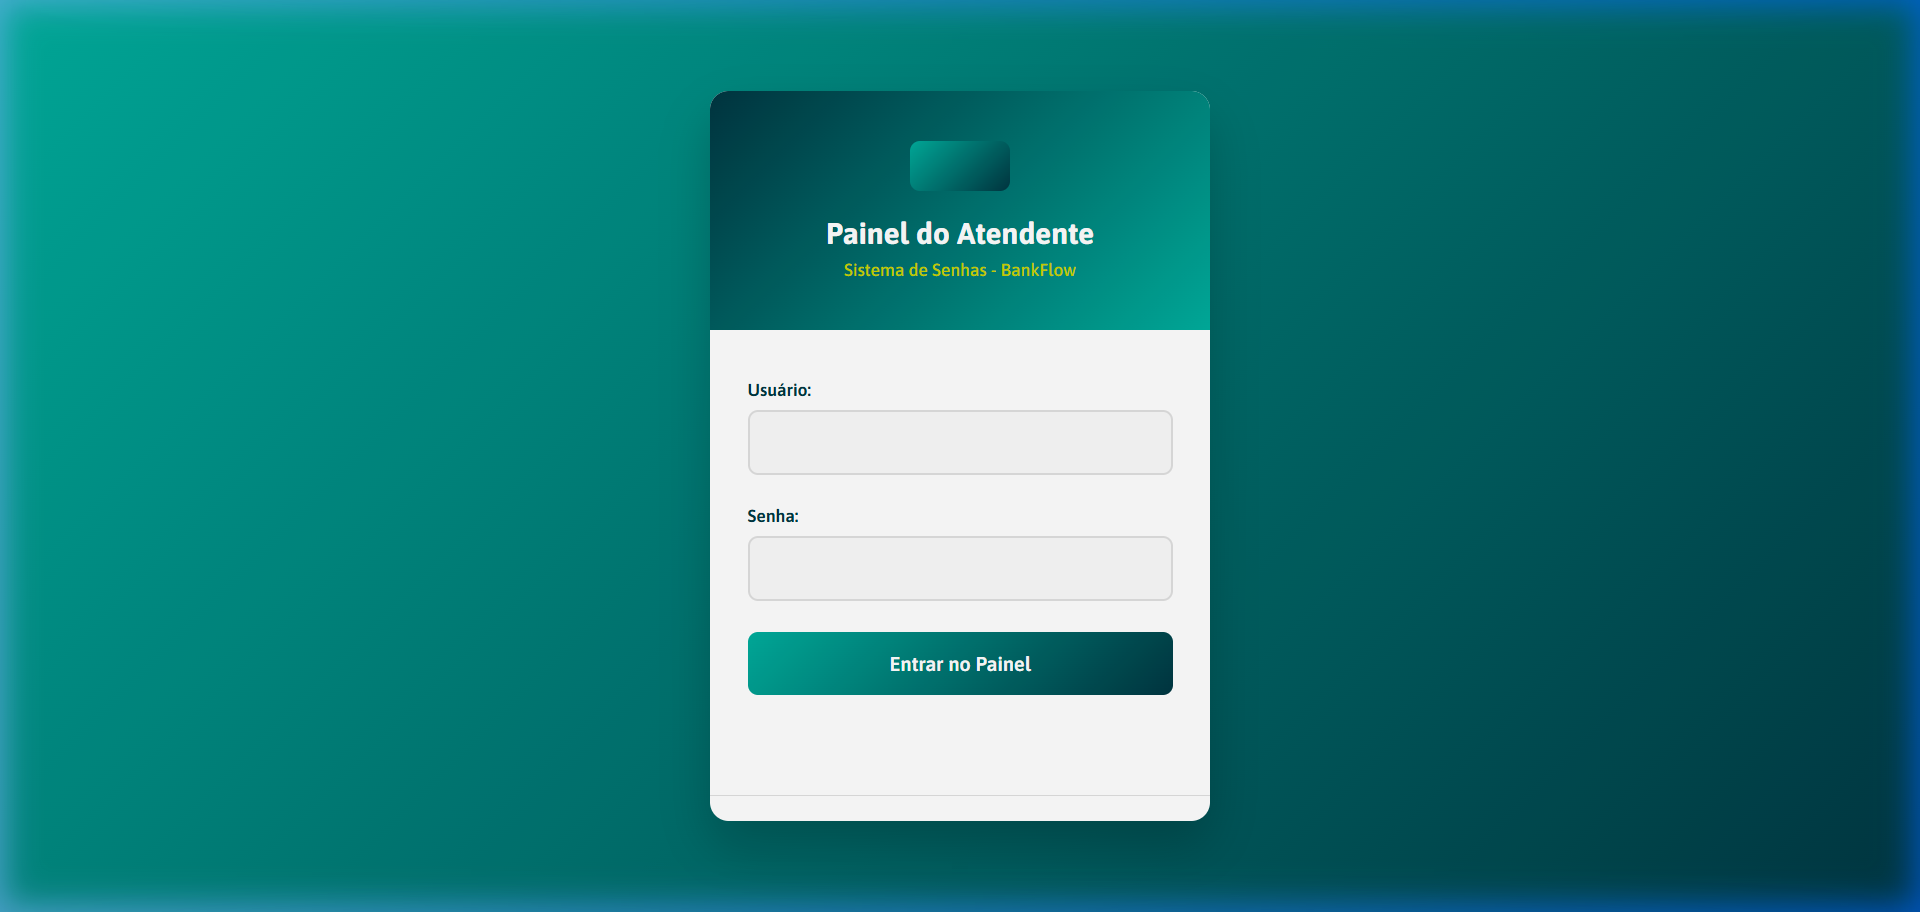 Painel do Atendente
Sistema de Senhas - BankFlow
Usuário:
Senha:
Entrar no Painel